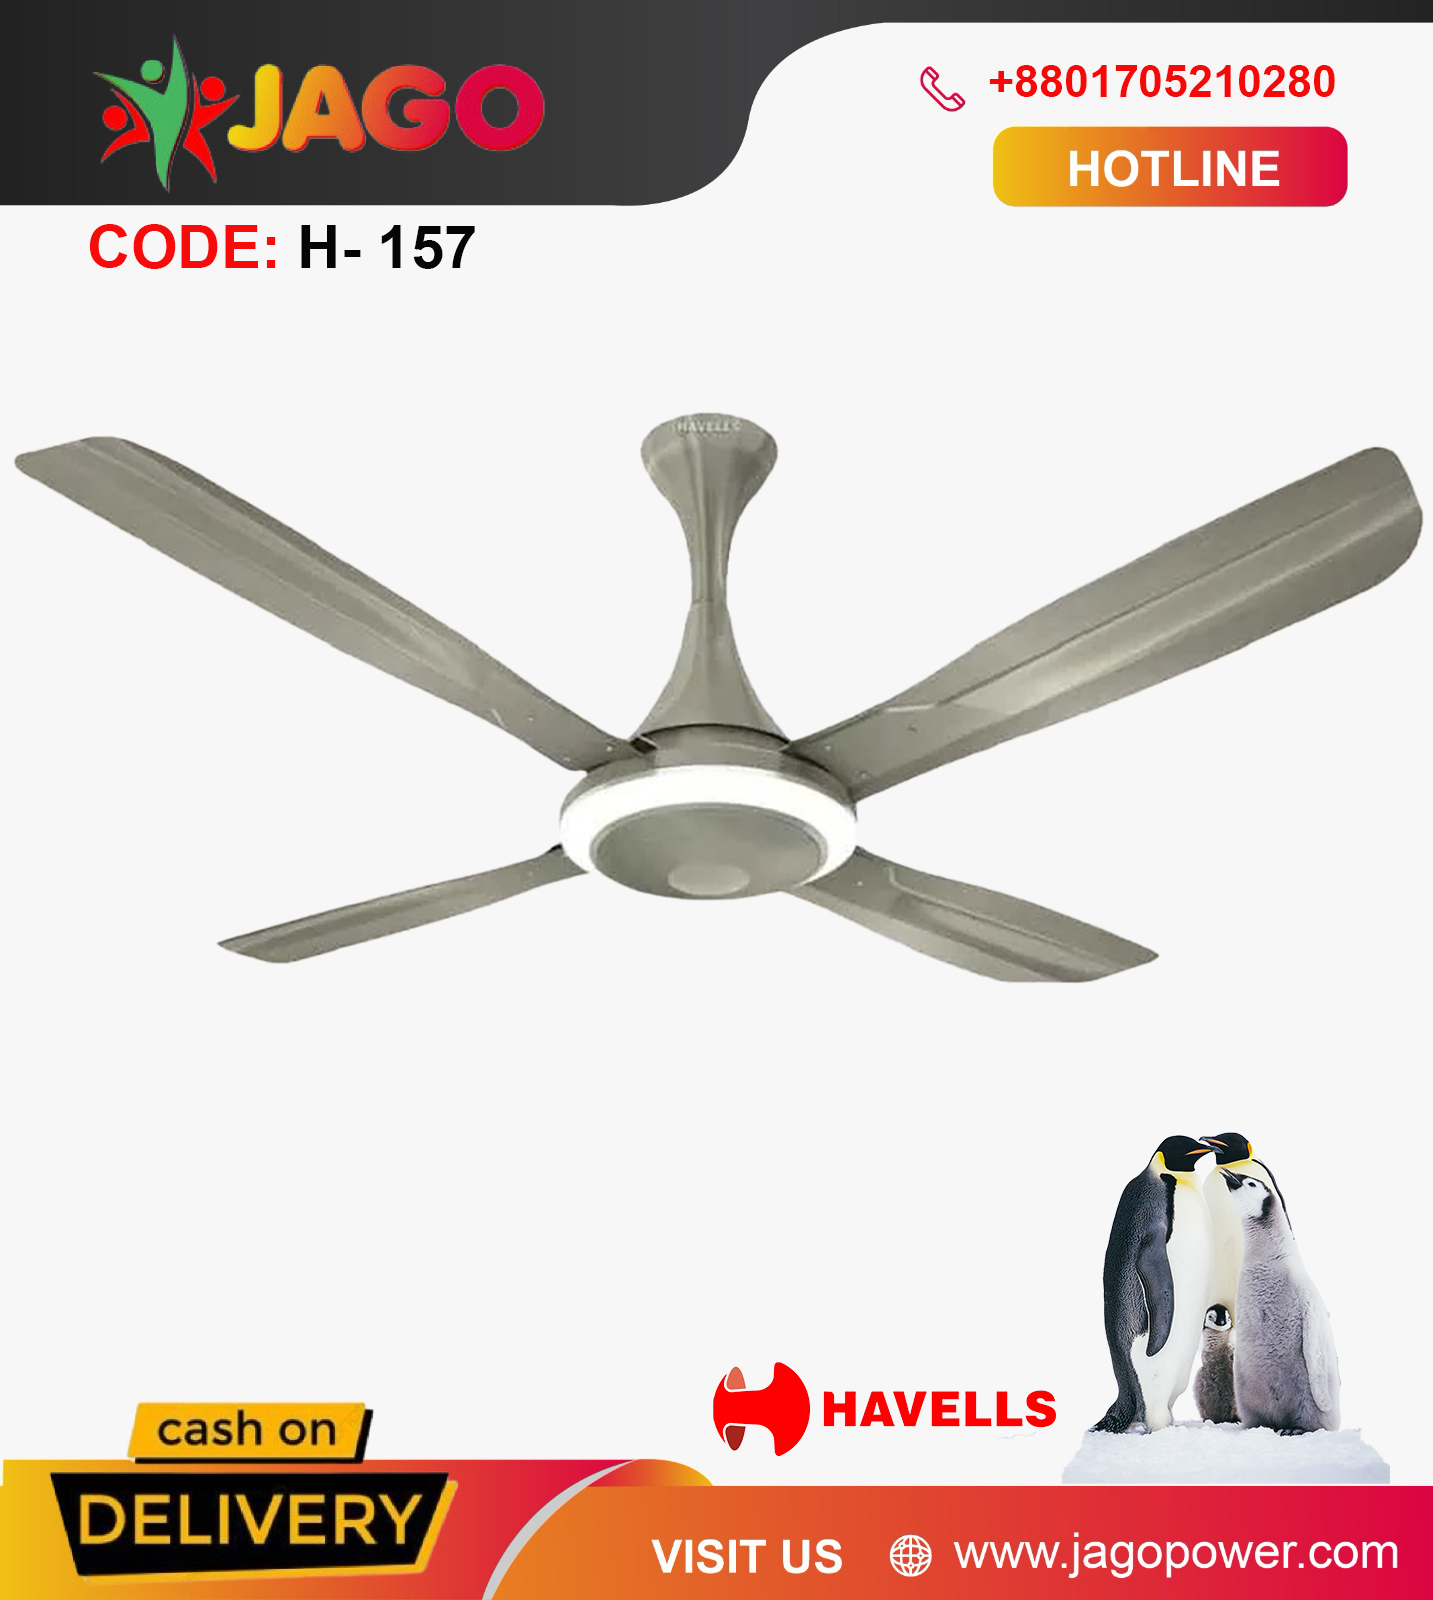 JAGO
+8801705210280
HOTLINE
CODE: H- 157
HAVELLS
HAVELLS
cash on
DELIVERY
VISIT US
www.jagopower.com